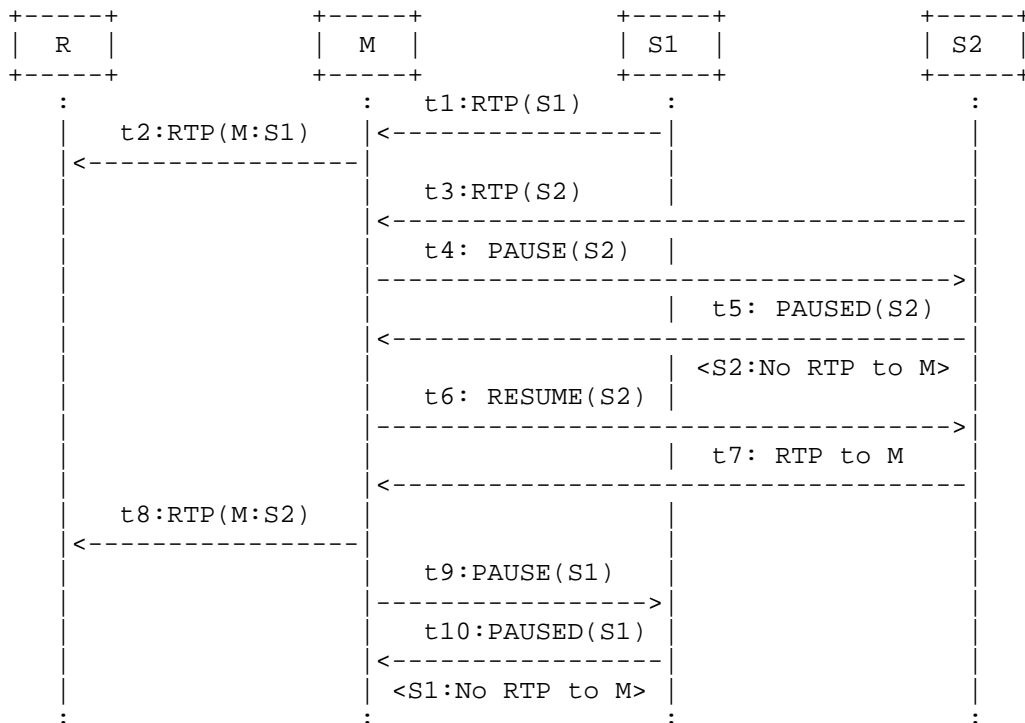 R M S1 S2
t1:RTP(S1)
t2:RTP(M:S1)
t3:RTP(S2)
t4: PAUSE(S2)
t5: PAUSED(S2)
<S2:No RTP to M>
t6: RESUME(S2)
t7: RTP to M
t8:RTP(M:S2)
t9:PAUSE(S1)
t10:PAUSED(S1)
<S1:No RTP to M>